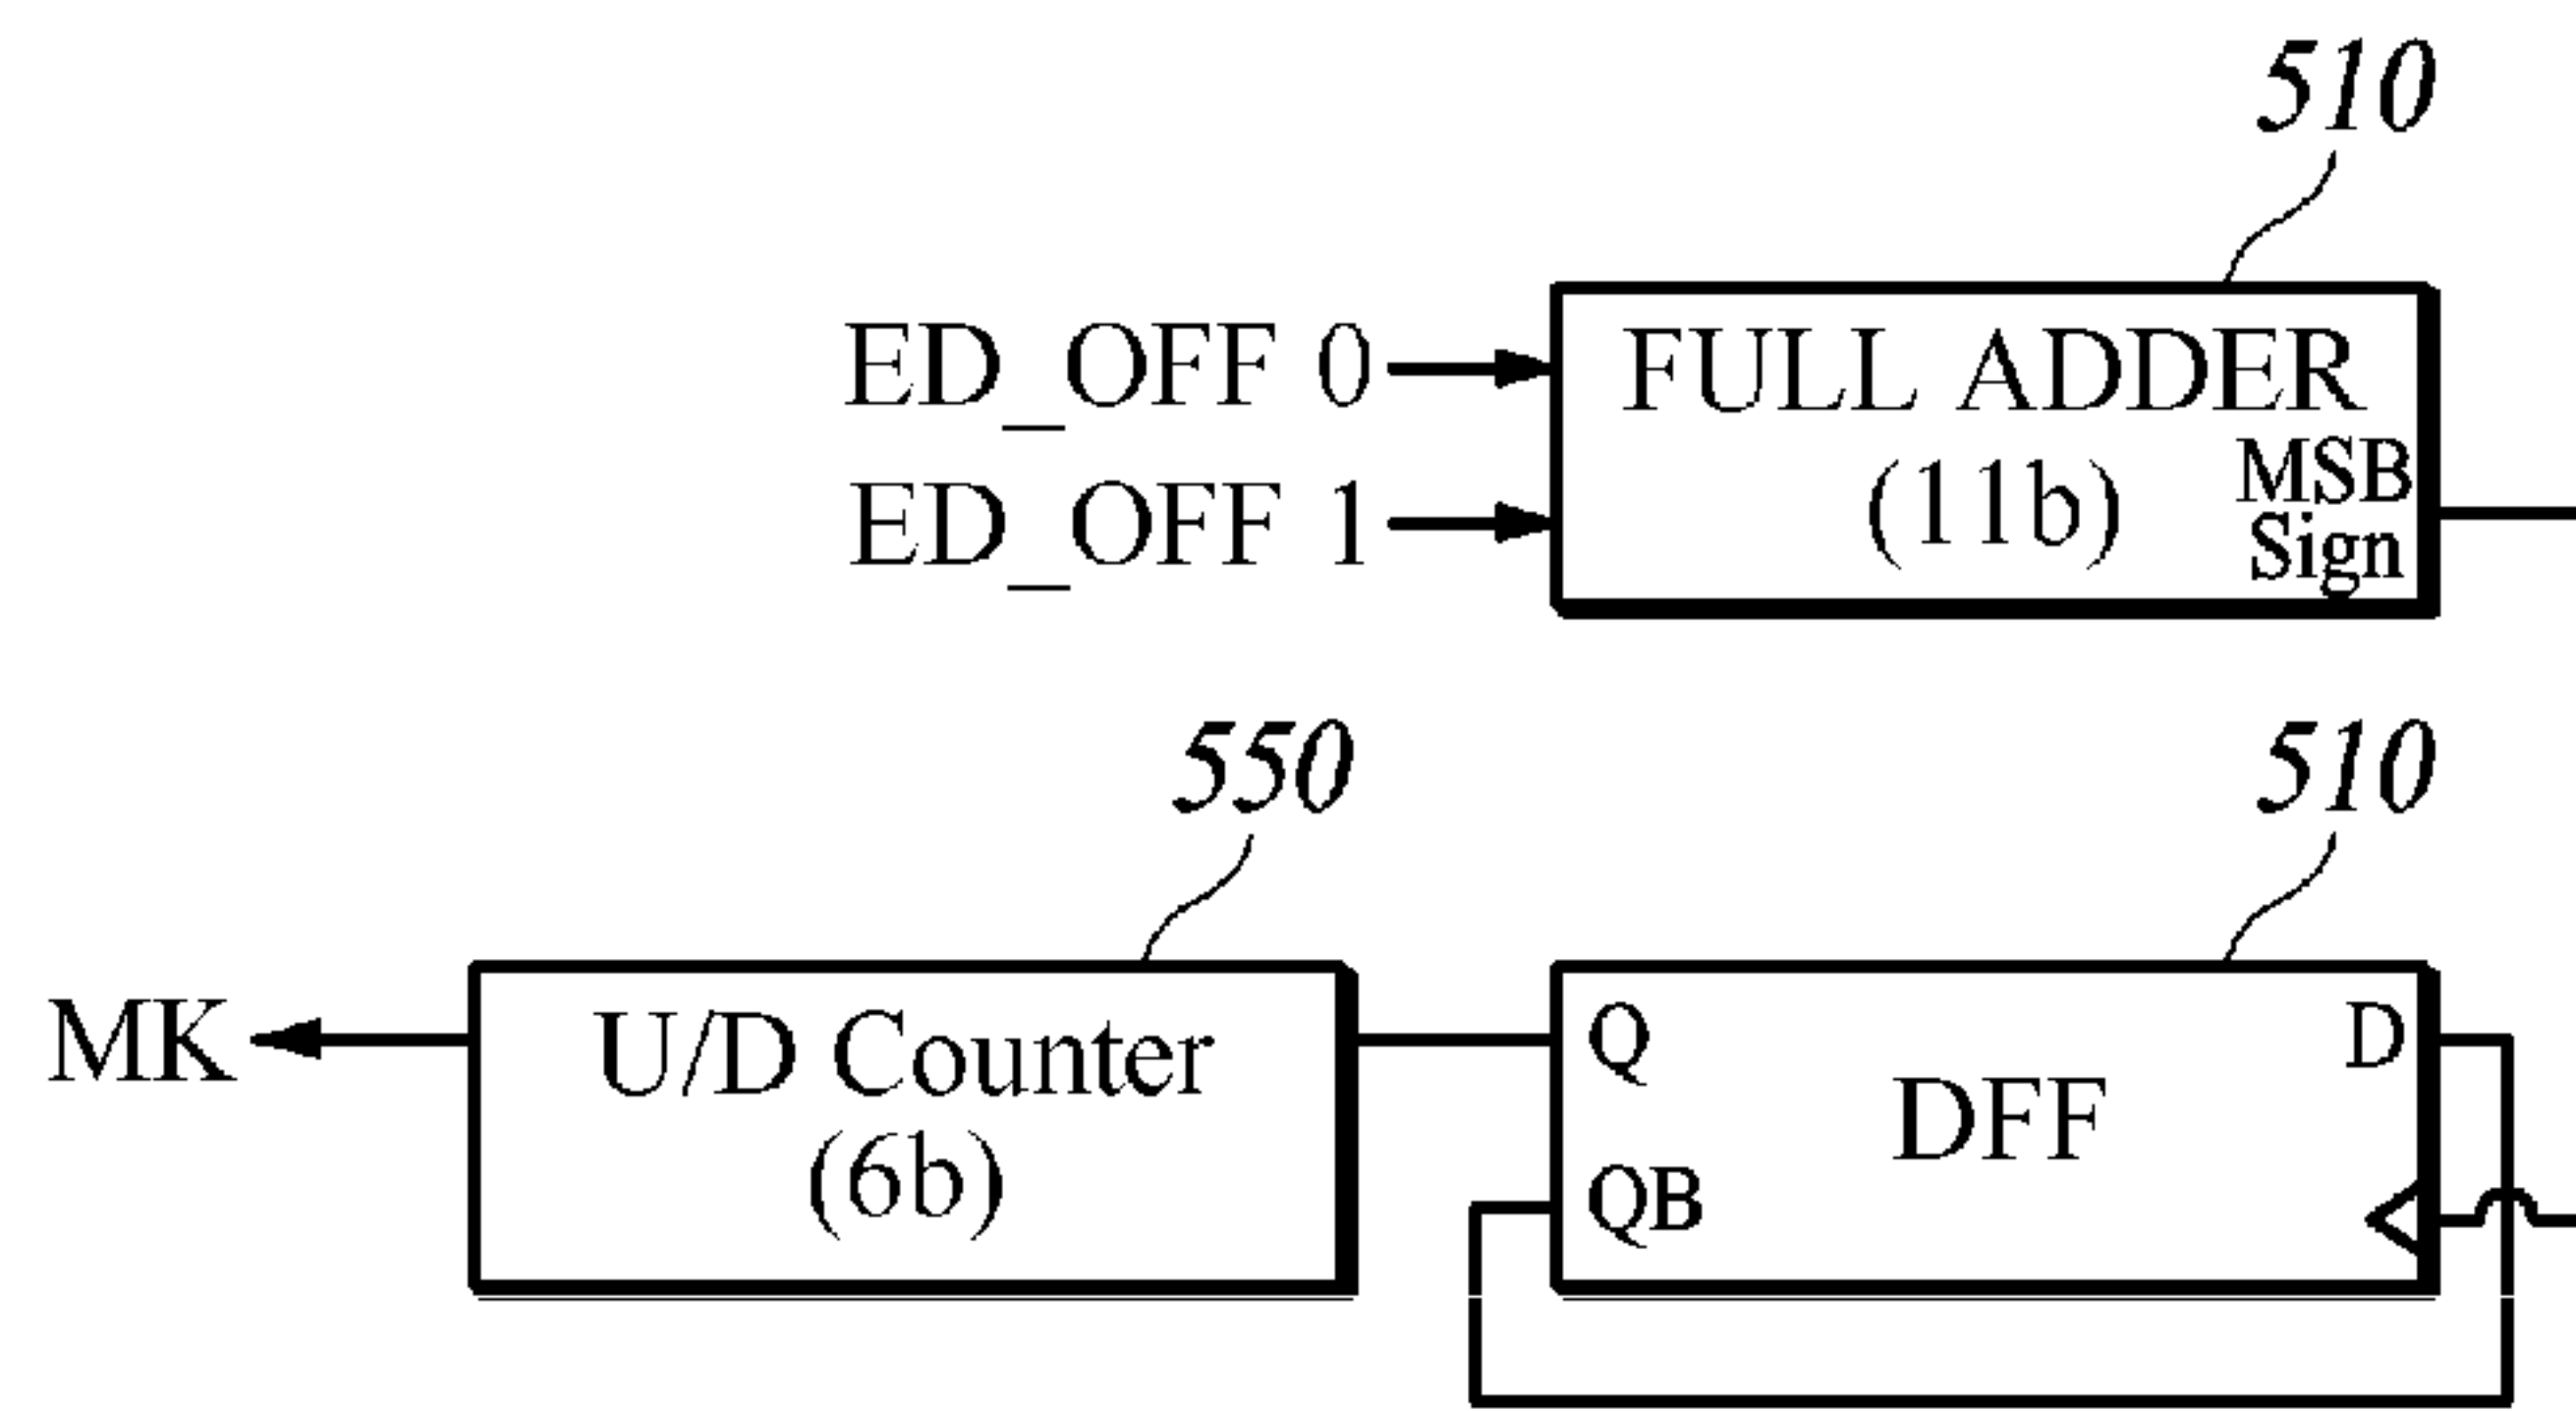 510
ED_OFF 0
FULL ADDER
MSB
ED_OFF 1
(11b)
Sign
550
510
MK
U/D Counter
(6b)
Q
D
DFF
QB